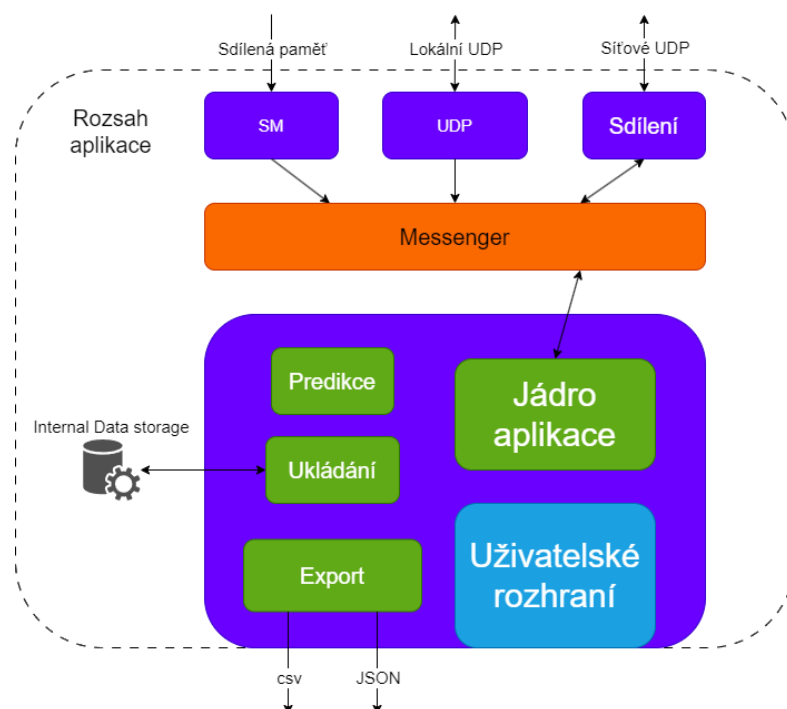 Sdílená paměť
Lokální UDP
Síťové UDP
Rozsah
aplikace
SM
UDP
Sdílení
Messenger
Predikce
Jádro
aplikace
Internal Data storage
Ukládání
Uživatelské
rozhraní
Export
csv
JSON